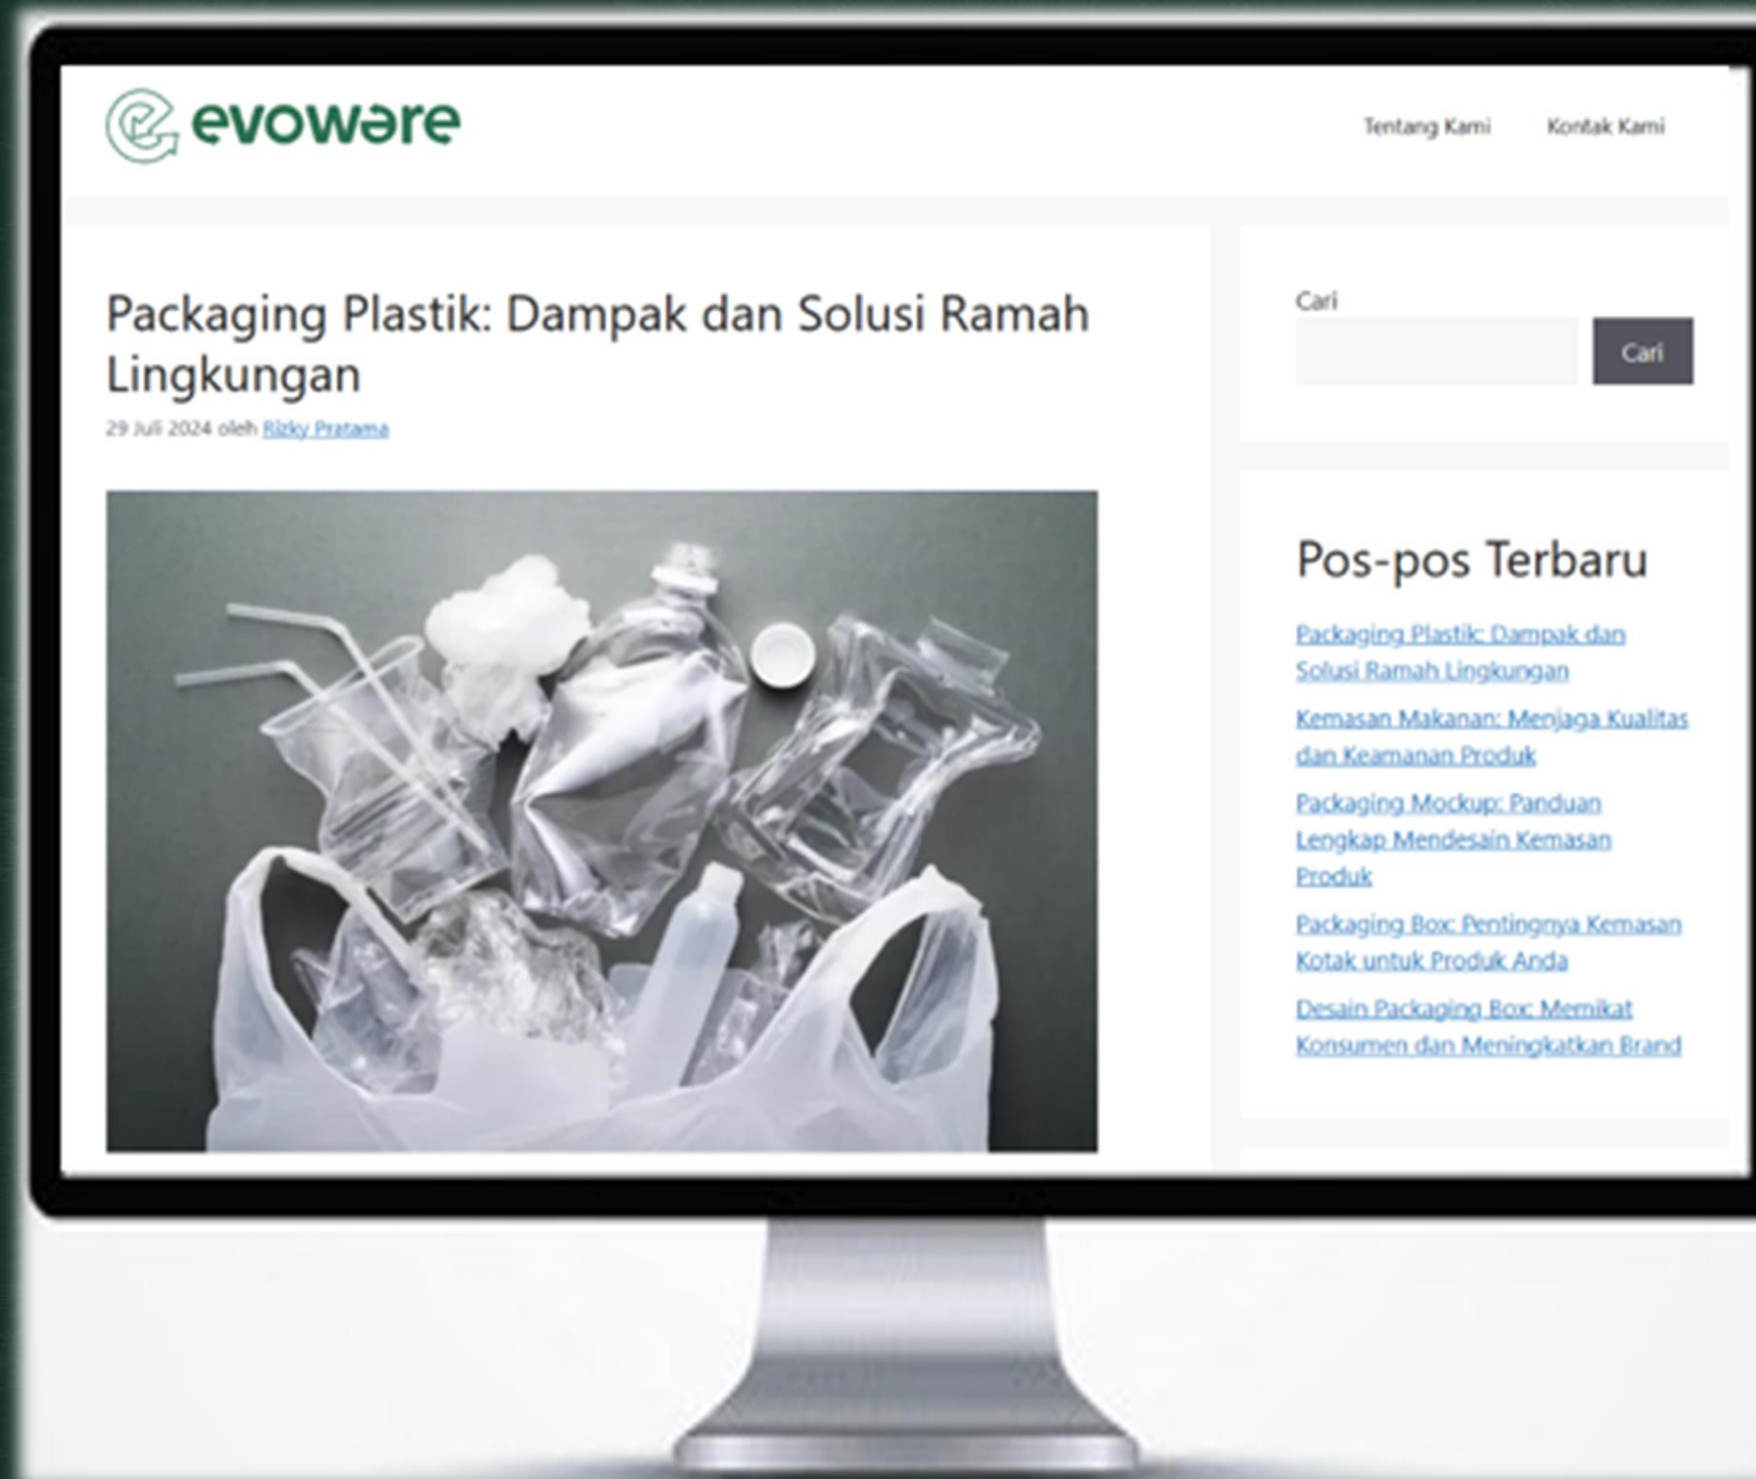 evoware
Tentang Kami
Kontak Kami
Packaging Plastik: Dampak dan Solusi Ramah
Lingkungan
29 Juli 2024 oleh Rizky Pratama
Cari
Cari
Pos-pos Terbaru
Packaging Plastik: Dampak dan
Solusi Ramah Lingkungan
Kemasan Makanan: Menjaga Kualitas
dan Keamanan Produk
Packaging Mockup: Panduan
Lengkap Mendesain Kemasan
Produk
Packaging Box: Pentingnya Kemasan
Kotak untuk Produk Anda
Desain Packaging Box: Memikat
Konsumen dan Meningkatkan Brand